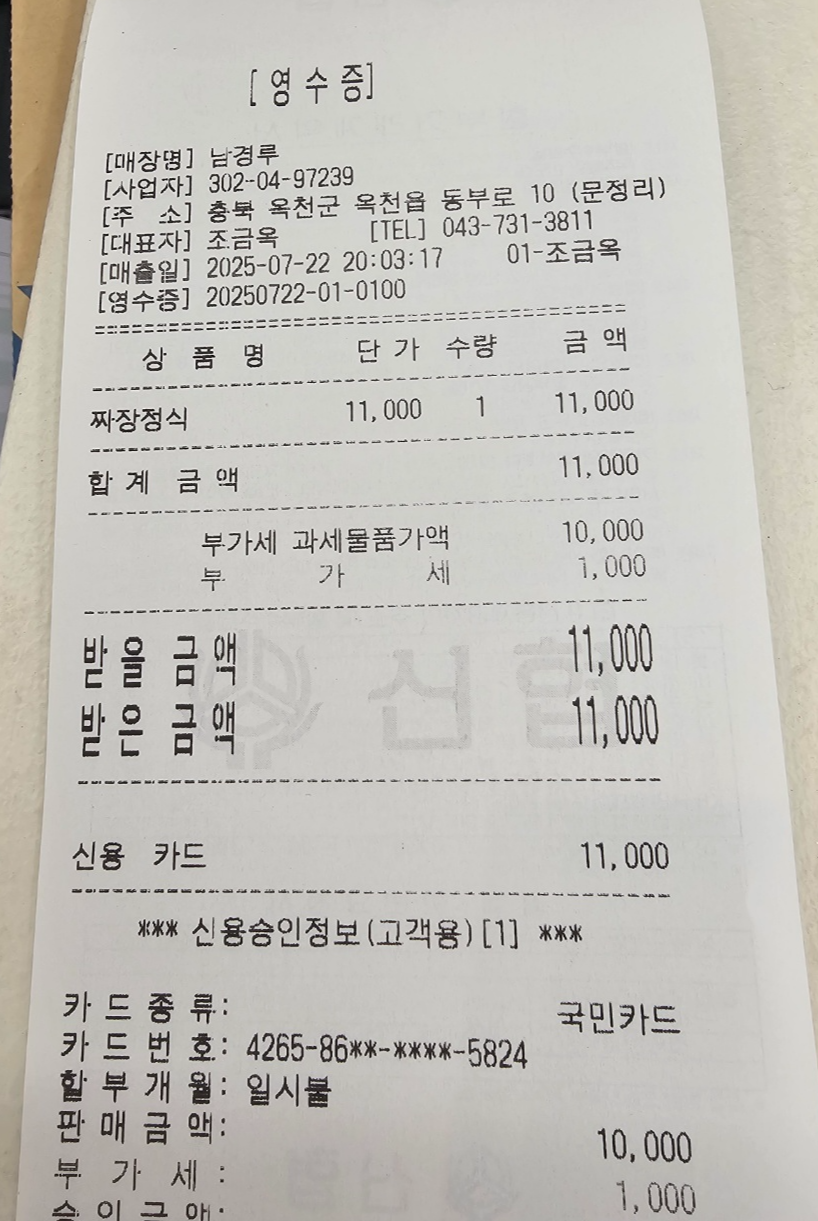 [ 영 수 증]
[매장명] 남경루
[사업자] 302-04-97239
[주 소] 충북 옥천군 옥천읍 동부로 10 (문정리)
[대표자] 조금옥 [TEL] 043-731-3811
[매출일] 2025-07-22 20:03:17 01-조금옥
[영수증] 20250722-01-0100
상 품 명 단 가 수량 금 액
짜장정식 11,000 1 11,000
합 계 금 액 11,000
부가세 과세물품가액 10,000
부 가 세 1,000
받 을 금 액 11,000
받 은 금 액 11,000
신협
신용 카드 11,000
*** 신용승인정보(고객용)[1] ***
카 드 종 류: 국민카드
카 드 번 호: 4265-86**-****-5824
할 부 개 월: 일시불
판 매 금 액: 10,000
부 가 세 : 1,000
승 인 금 액:
신협